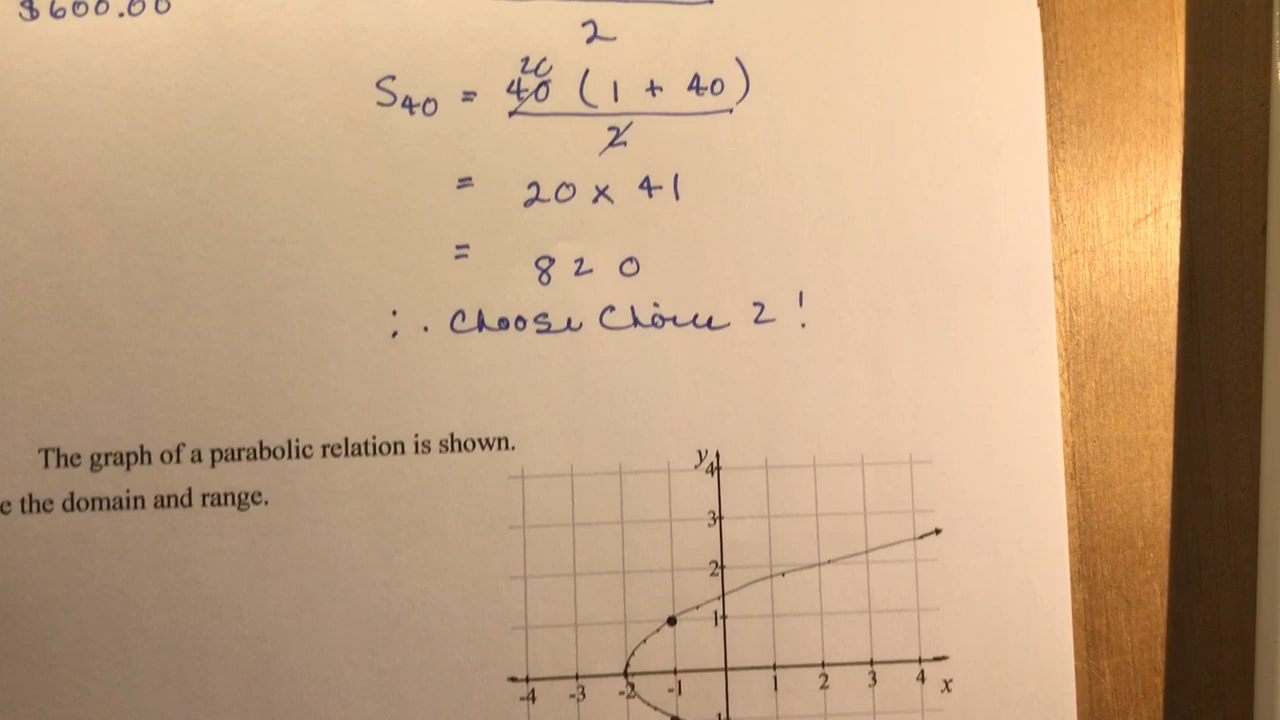 $600.00
2
20
S40 = 40 (1 + 40)
2
= 20 x 41
= 820
∴ Choose Choice 2!
The graph of a parabolic relation is shown.
e the domain and range.
y
4
3
2
1
-4 -3 -2 -1 1 2 3 4 x